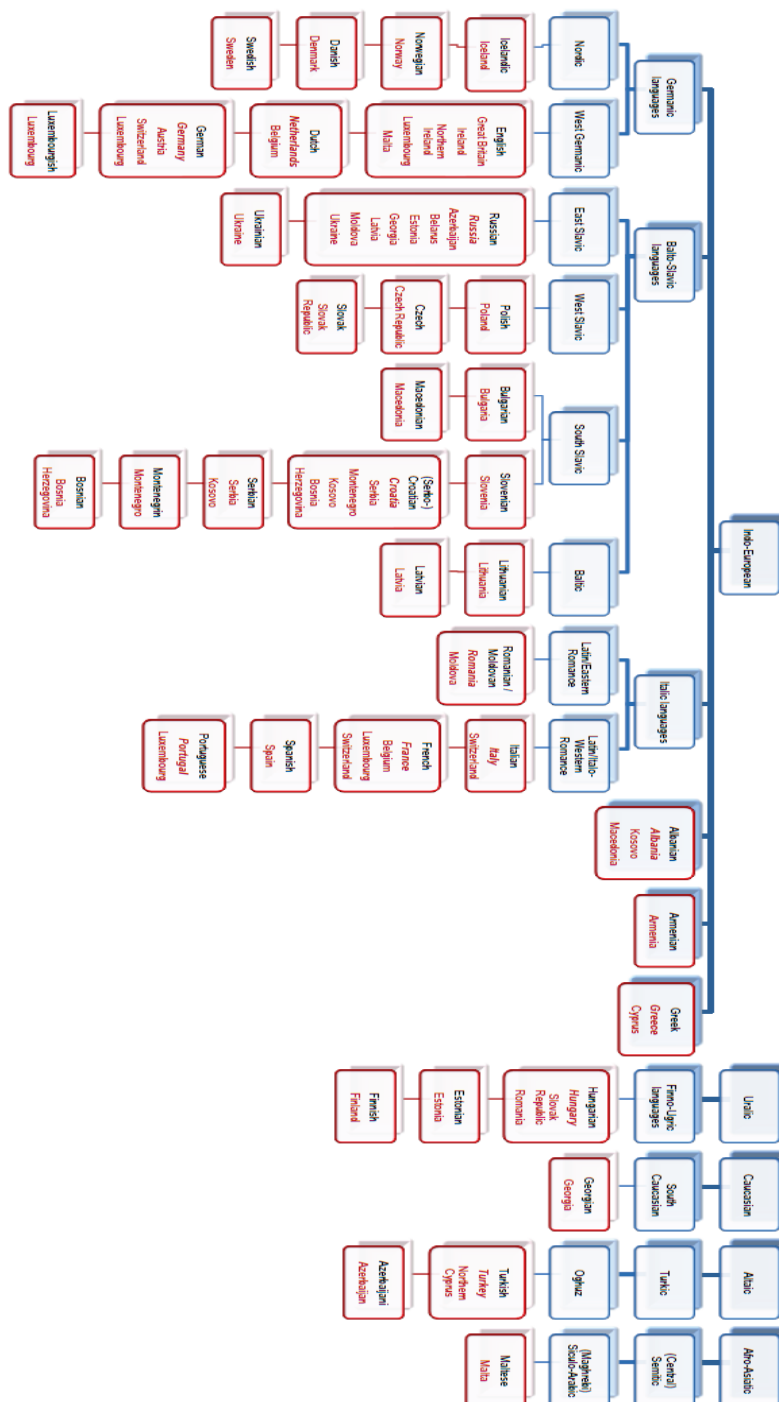 Indo-European
Germanic
languages
Nordic
Icelandic
Iceland
Norwegian
Norway
Danish
Denmark
Swedish
Sweden
West Germanic
English
Great Britain
Northern
Ireland
Ireland
Luxembourg
Malta
Dutch
Netherlands
Belgium
German
Germany
Austria
Switzerland
Luxembourg
Luxembourgish
Luxembourg
Balto-Slavic
languages
East Slavic
Russian
Russia
Azerbaijan
Belarus
Estonia
Georgia
Latvia
Moldova
Ukraine
Ukrainian
Ukraine
West Slavic
Polish
Poland
Czech
Czech Republic
Slovak
Slovak
Republic
South Slavic
Bulgarian
Bulgaria
Macedonian
Macedonia
Slovenian
Slovenia
(Serbo-)
Croatian
Croatia
Serbia
Montenegro
Kosovo
Bosnia
Herzegovina
Serbian
Serbia
Kosovo
Montenegrin
Montenegro
Bosnian
Bosnia
Herzegovina
Baltic
Lithuanian
Lithuania
Latvian
Latvia
Italic languages
Latin/Eastern
Romance
Romanian /
Moldovan
Romania
Moldova
Latin/Italo-
Western
Romance
Italian
Italy
Switzerland
French
France
Belgium
Luxembourg
Switzerland
Spanish
Spain
Portuguese
Portugal
Luxembourg
Albanian
Albania
Kosovo
Macedonia
Armenian
Armenia
Greek
Greece
Cyprus
Uralic
Finno-Ugric
languages
Hungarian
Hungary
Slovak
Republic
Romania
Estonian
Estonia
Finnish
Finland
Caucasian
South
Caucasian
Georgian
Georgia
Altaic
Turkic
Oghuz
Turkish
Turkey
Northern
Cyprus
Azerbaijani
Azerbaijan
Afro-Asiatic
(Central)
Semitic
(Maghrebi)
Siculo-Arabic
Maltese
Malta